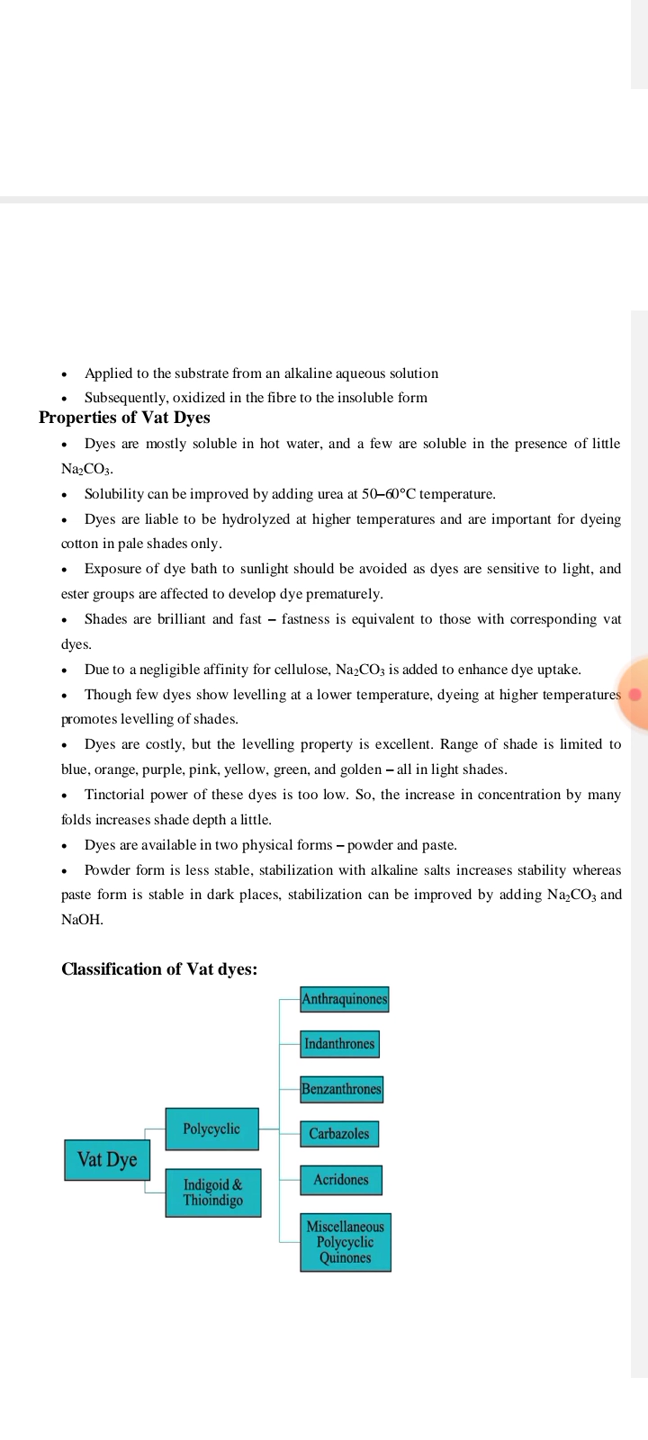 • Applied to the substrate from an alkaline aqueous solution
• Subsequently, oxidized in the fibre to the insoluble form
Properties of Vat Dyes
• Dyes are mostly soluble in hot water, and a few are soluble in the presence of little
Na₂CO₃.
• Solubility can be improved by adding urea at 50–60°C temperature.
• Dyes are liable to be hydrolyzed at higher temperatures and are important for dyeing
cotton in pale shades only.
• Exposure of dye bath to sunlight should be avoided as dyes are sensitive to light, and
ester groups are affected to develop dye prematurely.
• Shades are brilliant and fast – fastness is equivalent to those with corresponding vat
dyes.
• Due to a negligible affinity for cellulose, Na₂CO₃ is added to enhance dye uptake.
• Though few dyes show levelling at a lower temperature, dyeing at higher temperatures
promotes levelling of shades.
• Dyes are costly, but the levelling property is excellent. Range of shade is limited to
blue, orange, purple, pink, yellow, green, and golden – all in light shades.
• Tinctorial power of these dyes is too low. So, the increase in concentration by many
folds increases shade depth a little.
• Dyes are available in two physical forms – powder and paste.
• Powder form is less stable, stabilization with alkaline salts increases stability whereas
paste form is stable in dark places, stabilization can be improved by adding Na₂CO₃ and
NaOH.
Classification of Vat dyes:
Vat Dye
Polycyclic
Indigoid &
Thioindigo
Anthraquinones
Indanthrones
Benzanthrones
Carbazoles
Acridones
Miscellaneous
Polycyclic
Quinones